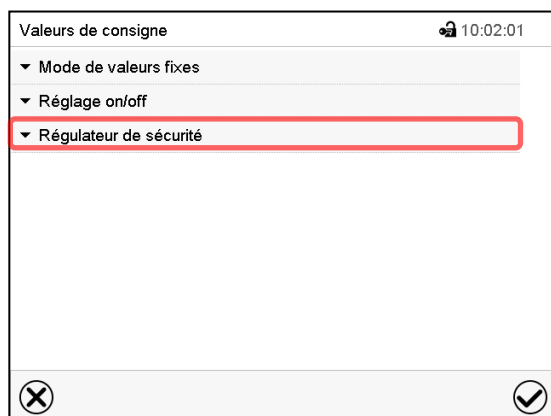 Valeurs de consigne 10:02:01
Mode de valeurs fixes
Réglage on/off
Régulateur de sécurité